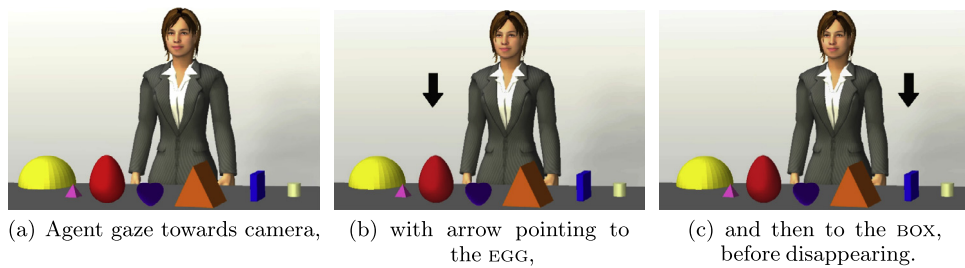 (a) Agent gaze towards camera,
(b) with arrow pointing to
the EGG,
(c) and then to the BOX,
before disappearing.